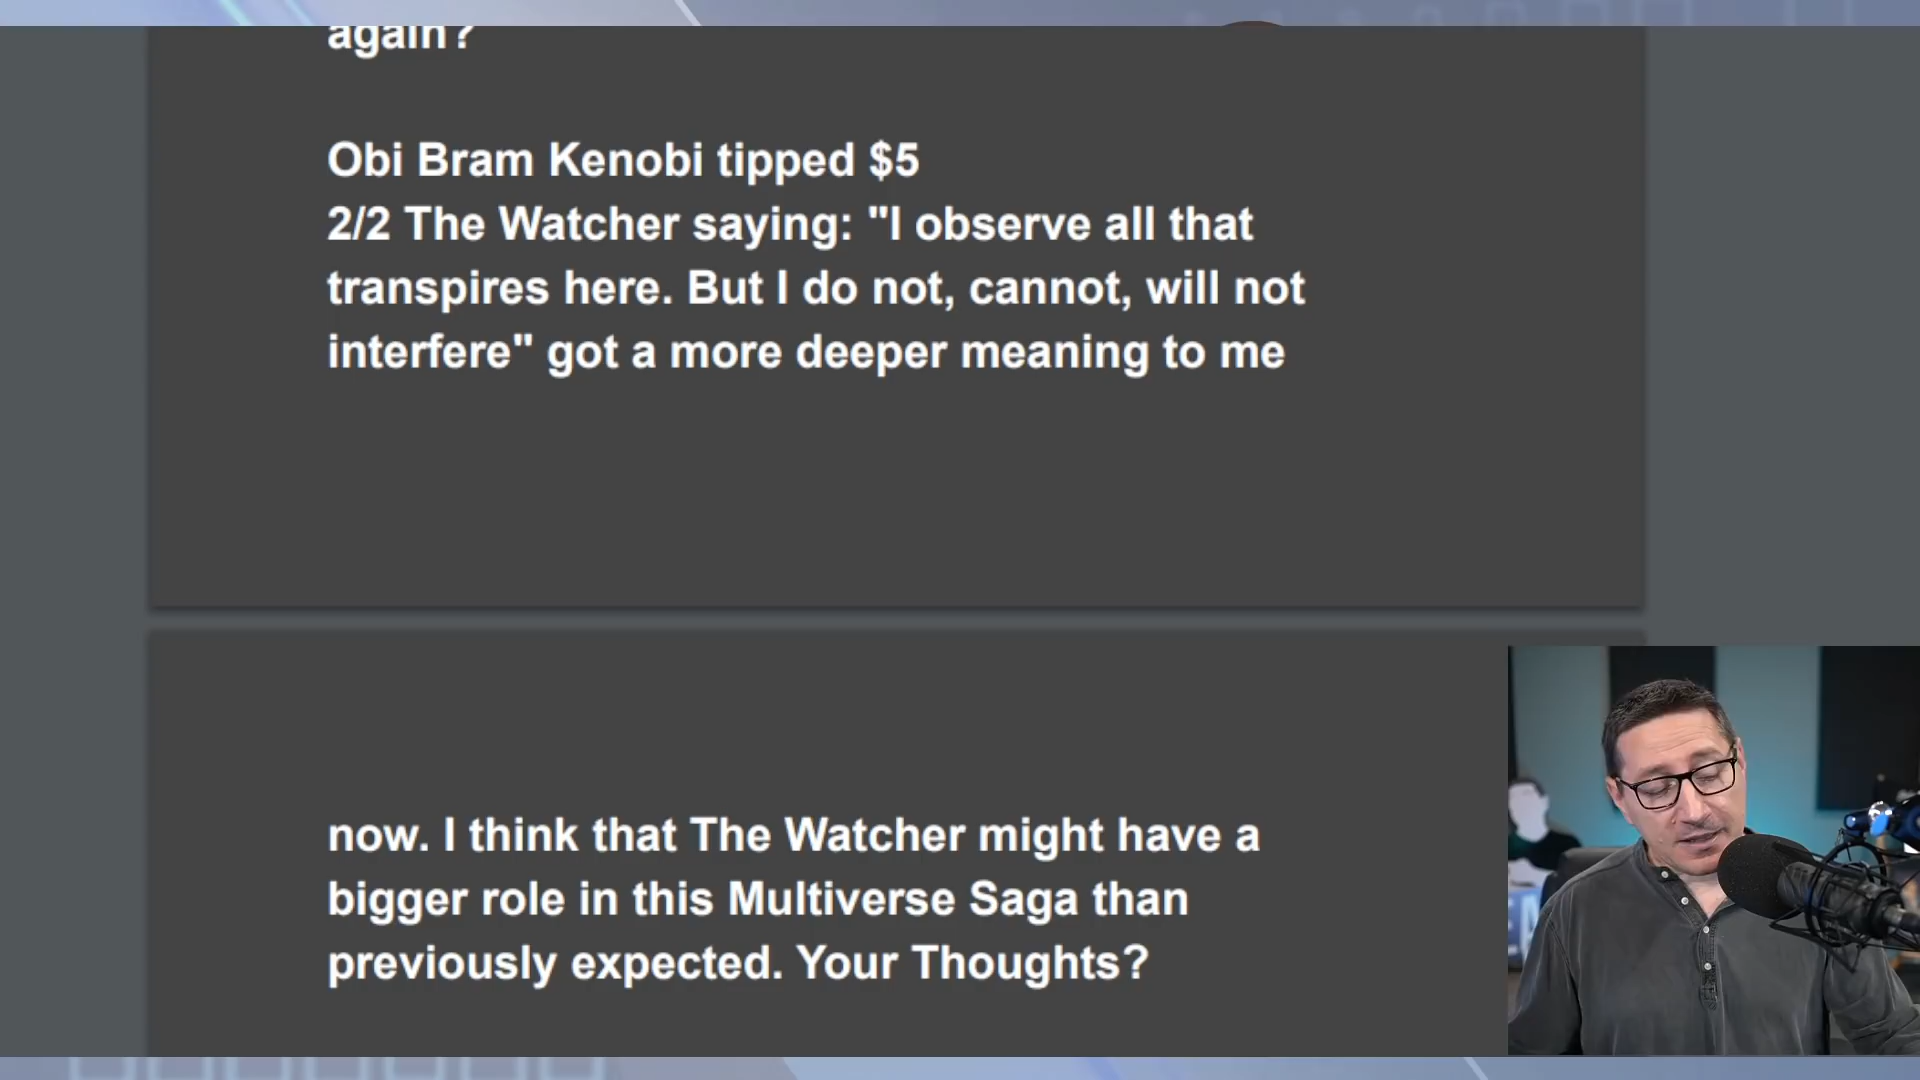 again?
Obi Bram Kenobi tipped $5
2/2 The Watcher saying: "I observe all that
transpires here. But I do not, cannot, will not
interfere" got a more deeper meaning to me
now. I think that The Watcher might have a
bigger role in this Multiverse Saga than
previously expected. Your Thoughts?